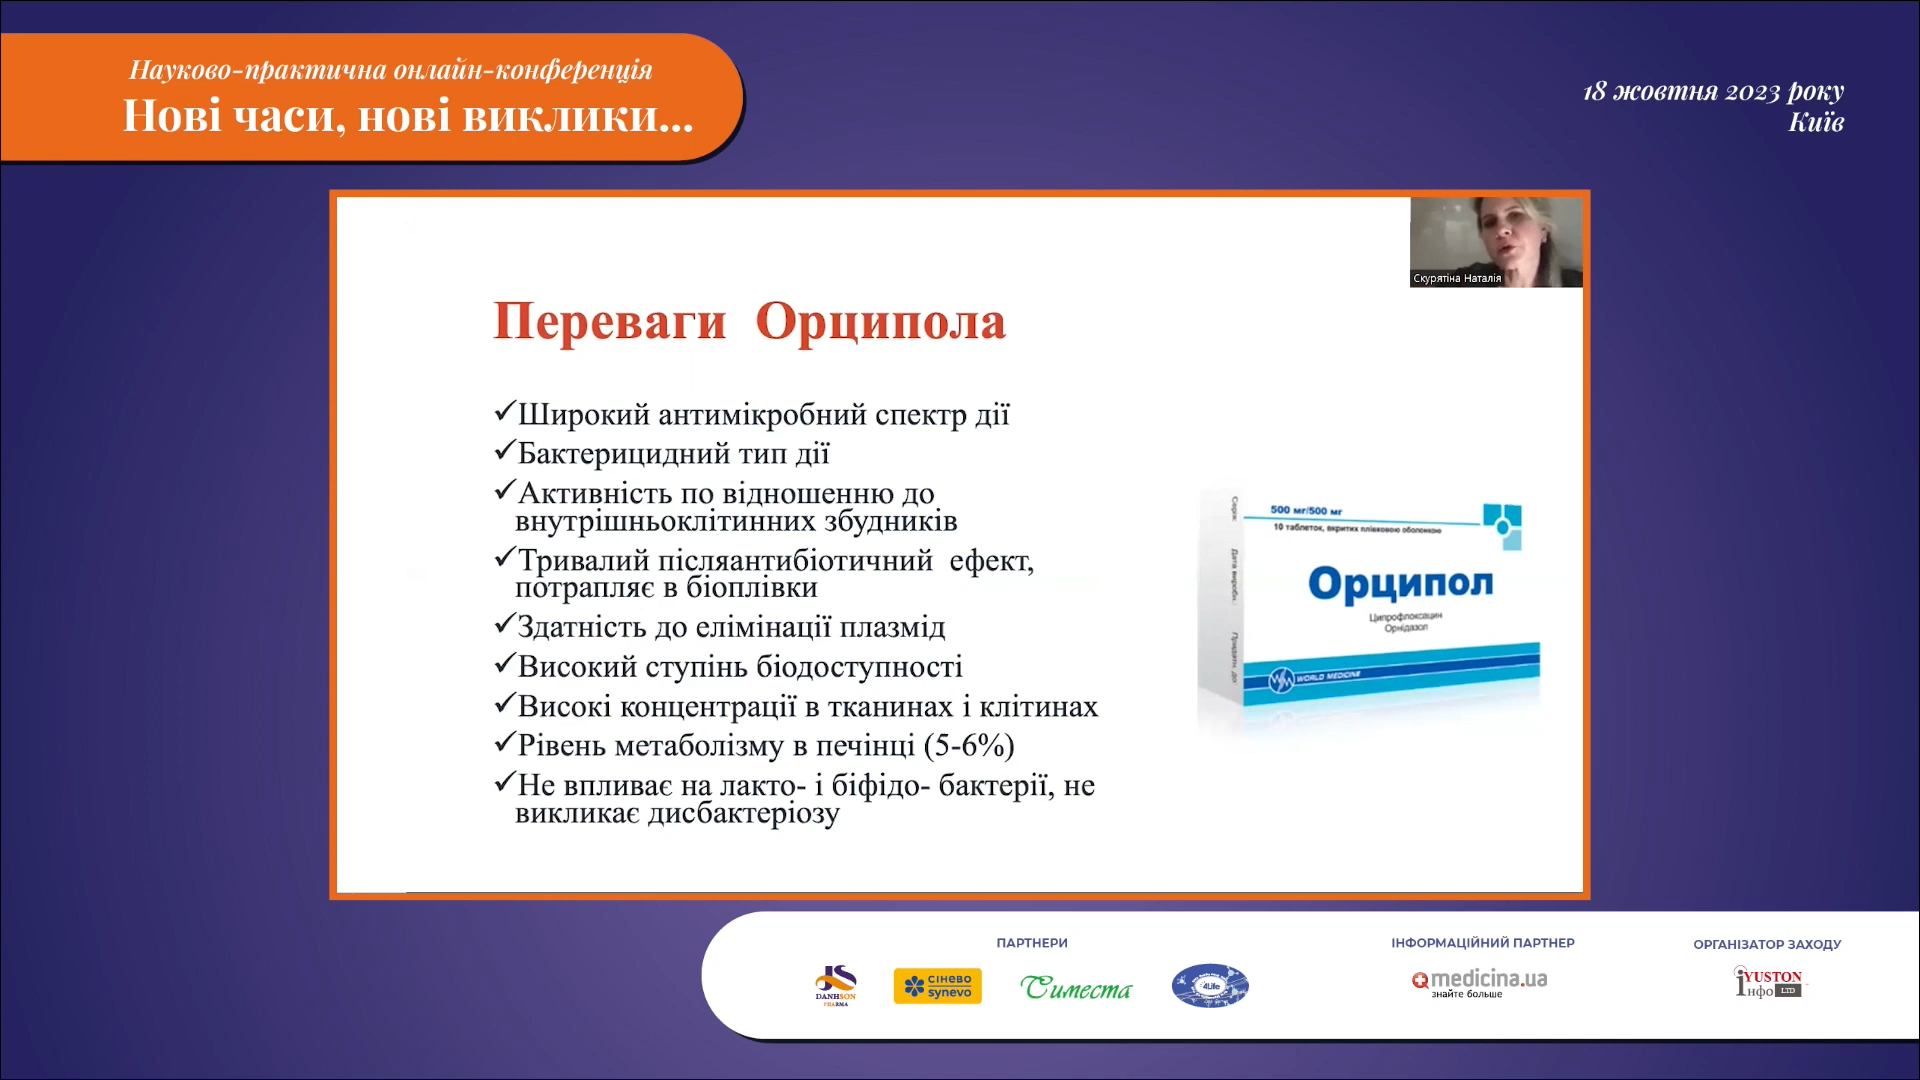 Науково-практична онлайн-конференція
Нові часи, нові виклики...
18 жовтня 2023 року
Київ
Скурятіна Наталія
Переваги Орципола
✓Широкий антимікробний спектр дії
✓Бактерицидний тип дії
✓Активність по відношенню до
внутрішньоклітинних збудників
✓Тривалий післяантибіотичний ефект,
потрапляє в біоплівки
✓Здатність до елімінації плазмід
✓Високий ступінь біодоступності
✓Високі концентрації в тканинах і клітинах
✓Рівень метаболізму в печінці (5-6%)
✓Не впливає на лакто- і біфідо- бактерії, не
викликає дисбактеріозу
500 мг/500 мг
10 таблеток, вкритих плівковою оболонкою
Орципол
Ципрофлоксацин
Орнідазол
WORLD MEDICINE
ПАРТНЕРИ
ІНФОРМАЦІЙНИЙ ПАРТНЕР
ОРГАНІЗАТОР ЗАХОДУ
DANHSON
PHARMA
сінево
synevo
Симеста
4Life
medicina.ua
знайте більше
YUSTON
iнфо LTD